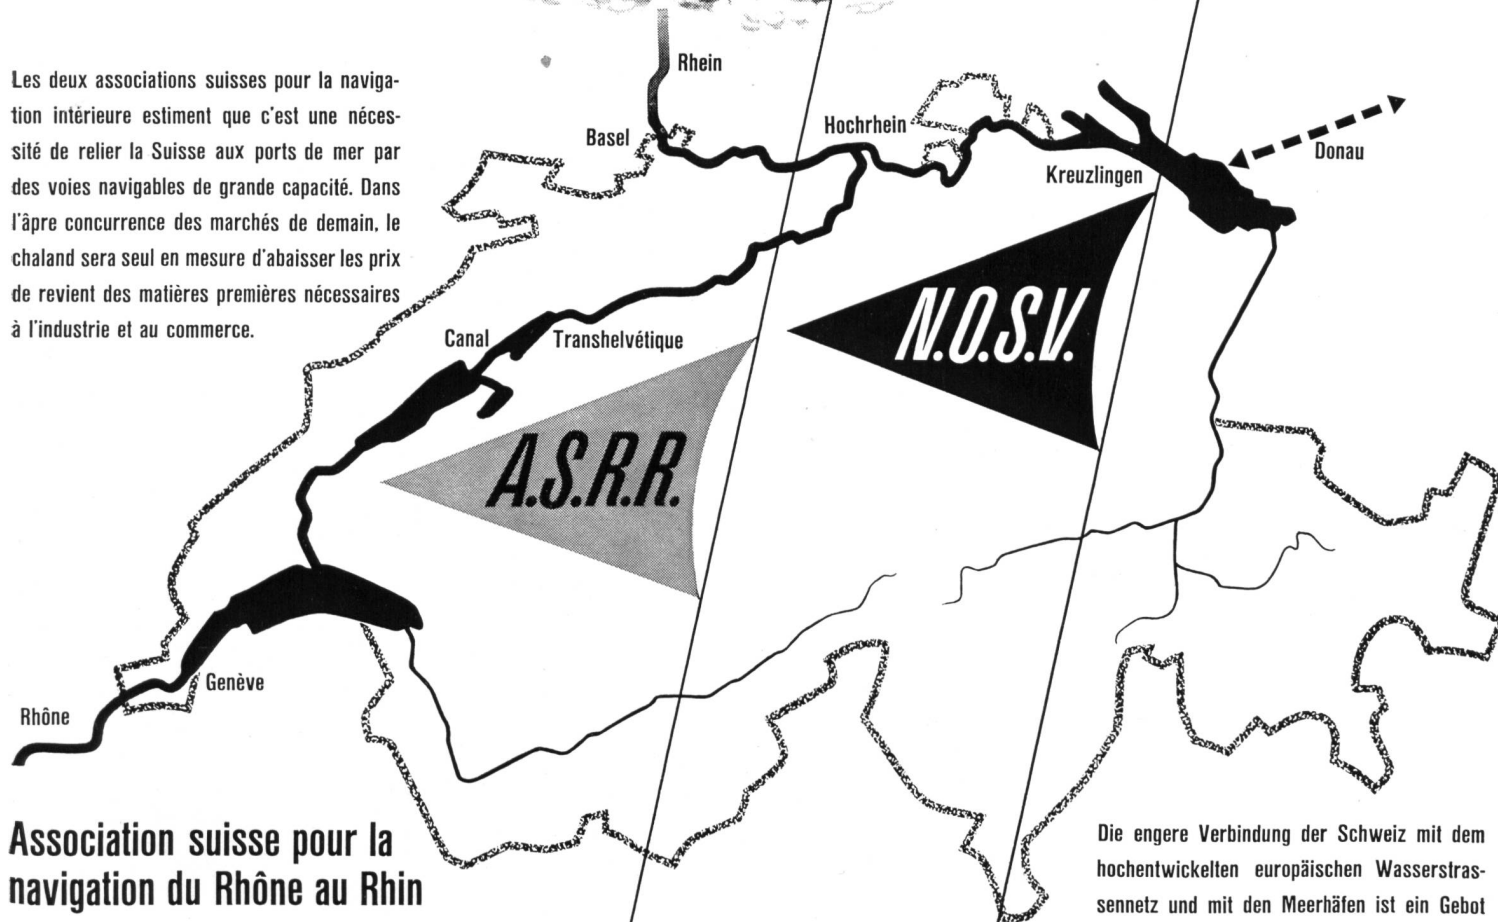 Les deux associations suisses pour la naviga-
tion intérieure estiment que c'est une néces-
sité de relier la Suisse aux ports de mer par
des voies navigables de grande capacité. Dans
l'âpre concurrence des marchés de demain, le
chaland sera seul en mesure d'abaisser les prix
de revient des matières premières nécessaires
à l'industrie et au commerce.
Rhein
Basel
Hochrhein
Kreuzlingen
Donau
N.O.S.V.
Canal Transhelvétique
A.S.R.R.
Genève
Rhône
Association suisse pour la
navigation du Rhône au Rhin
Die engere Verbindung der Schweiz mit dem
hochentwickelten europäischen Wasserstras-
sennetz und mit den Meerhäfen ist ein Gebot